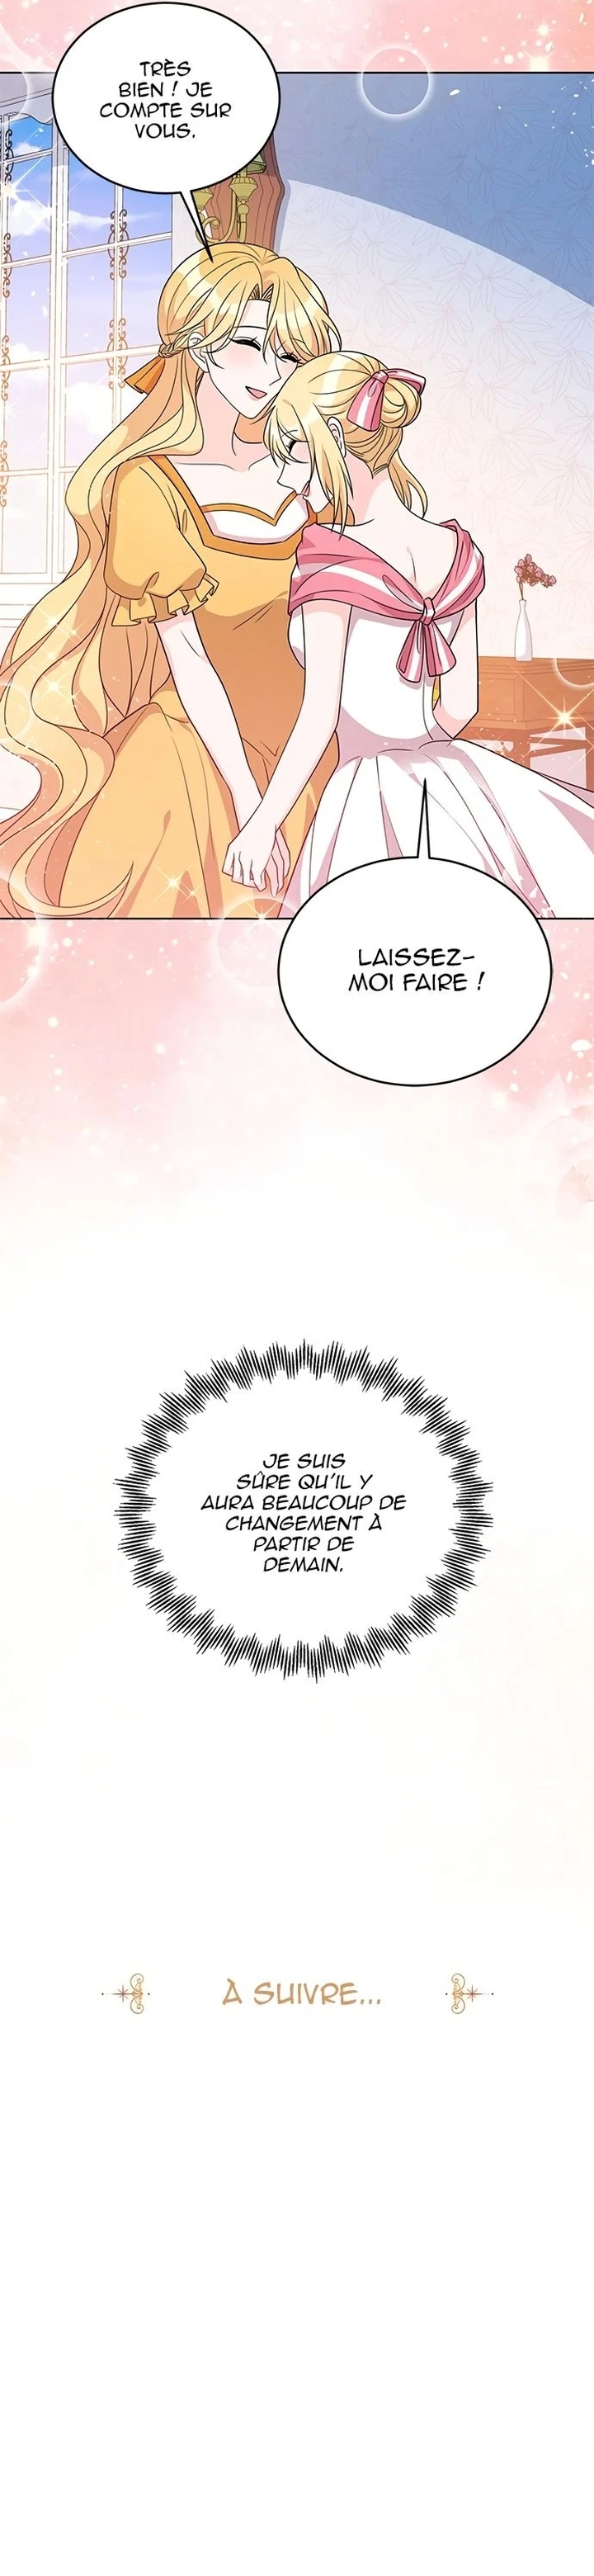 TRÈS
BIEN ! JE
COMPTE SUR
VOUS.
LAISSEZ-
MOI FAIRE !
JE SUIS
SÛRE QU'IL Y
AURA BEAUCOUP DE
CHANGEMENT À
PARTIR DE
DEMAIN.
À SUIVRE...